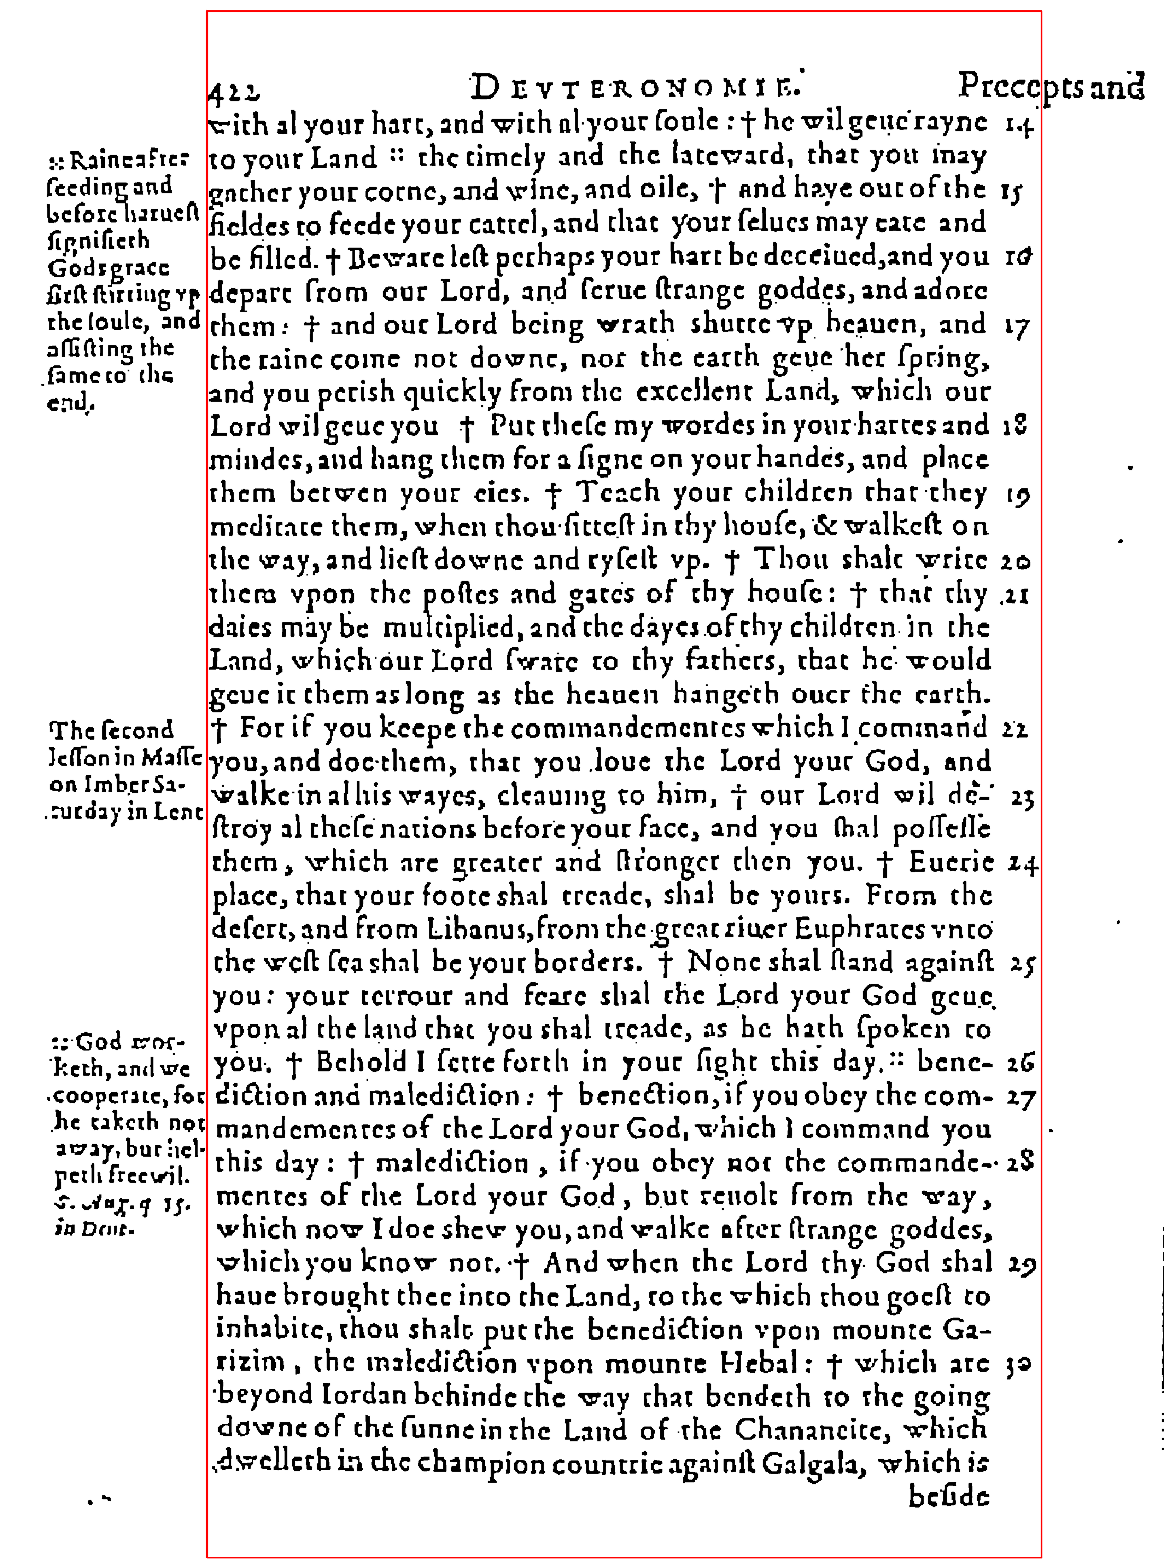 422 DEVTERONOMIE. Precepts and
with al your hart, and with al your ſoule : † he wil geue rayne 14
to your Land :: the timely and the lateward, that you may
gather your corne, and wine, and oile, † and haye out of the 15
fieldes to feede your cattel, and that your ſelues may eate and
be filled. † Beware leſt perhaps your hart be deceiued, and you 16
depart from our Lord, and ſerue ſtrange goddes, and adore
them : † and our Lord being wrath shutte vp heauen, and 17
the raine come not downe, nor the earth geue her ſpring,
and you perish quickly from the excellent Land, which our
Lord wil geue you † Put theſe my wordes in your hartes and 18
mindes, and hang them for a ſigne on your handes, and place
them betwen your eies. † Teach your children that they 19
meditate them, when thou ſitteſt in thy houſe, & walkeſt on
the way, and lieſt downe and ryſeſt vp. † Thou shalt write 20
them vpon the poſtes and gates of thy houſe : † that thy 21
daies may be multiplied, and the dayes of thy children in the
Land, which our Lord ſware to thy fathers, that he would
geue it them as long as the heauen hangeth ouer the earth.
† For if you keepe the commandementes which I command 22
you, and doe them, that you loue the Lord your God, and
walke in al his wayes, cleauing to him, † our Lord wil de- 23
ſtroy al theſe nations before your face, and you shal poſſeſſe
them, which are greater and ſtronger then you. † Euerie 24
place, that your foote shal treade, shal be yours. From the
deſert, and from Libanus, from the great riuer Euphrates vnto
the weſt ſea shal be your borders. † None shal ſtand againſt 25
you : your terrour and feare shal the Lord your God geue
vpon al the land that you shal treade, as he hath ſpoken to
you. † Behold I ſette forth in your ſight this day :: bene- 26
diction and malediction : † benection, if you obey the com- 27
mandementes of the Lord your God, which I command you
this day : † malediction, if you obey not the commande- 28
mentes of the Lord your God, but reuolt from the way,
which now I doe shew you, and walke after ſtrange goddes,
which you know not. † And when the Lord thy God shal 29
haue brought thee into the Land, to the which thou goeſt to
inhabite, thou shalt put the benediction vpon mounte Ga-
rizim, the malediction vpon mounte Hebal : † which are 30
beyond Iordan behinde the way that bendeth to the going
downe of the ſunne in the Land of the Chananeite, which
dwelleth in the champion countrie againſt Galgala, which is
beſide
:: Raine after
ſeeding and
before harueſt
ſignifieth
Gods grace
firſt ſtirring vp
the ſoule, and
aſſiſting the
ſame to the
end.
The ſecond
leſſon in Maſſe
on Imber Sa-
turday in Lent
:: God wor-
keth, and we
cooperate, for
he taketh not
away, but hel-
peth freewil.
S. Aug. q 15.
in Deut.